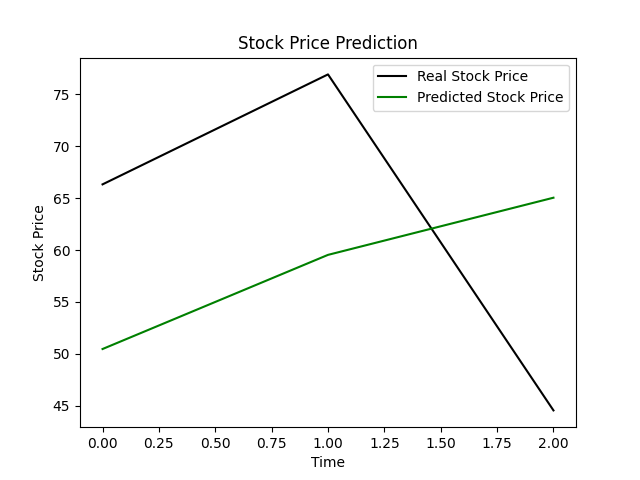 Stock Price Prediction
Real Stock Price
Predicted Stock Price
Stock Price
75
70
65
60
55
50
45
0.00 0.25 0.50 0.75 1.00 1.25 1.50 1.75 2.00
Time